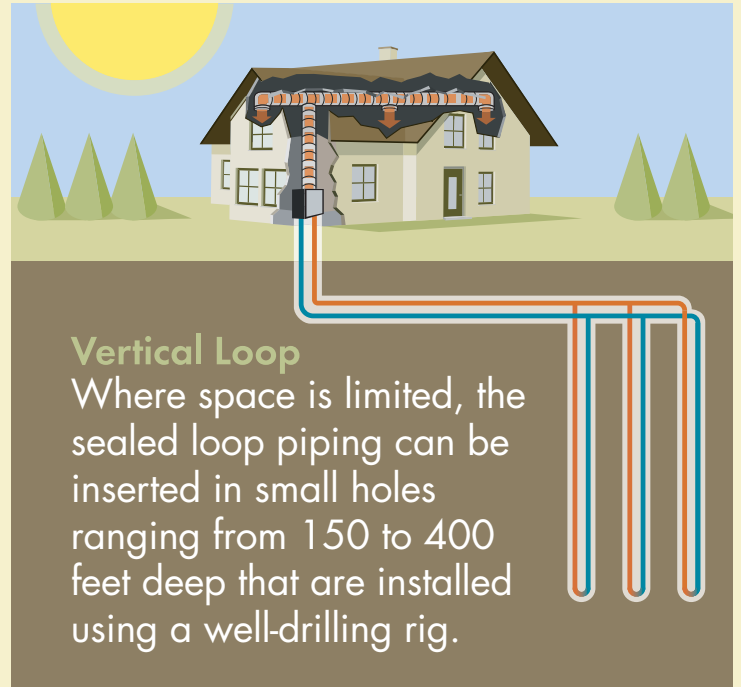 Vertical Loop
Where space is limited, the
sealed loop piping can be
inserted in small holes
ranging from 150 to 400
feet deep that are installed
using a well-drilling rig.